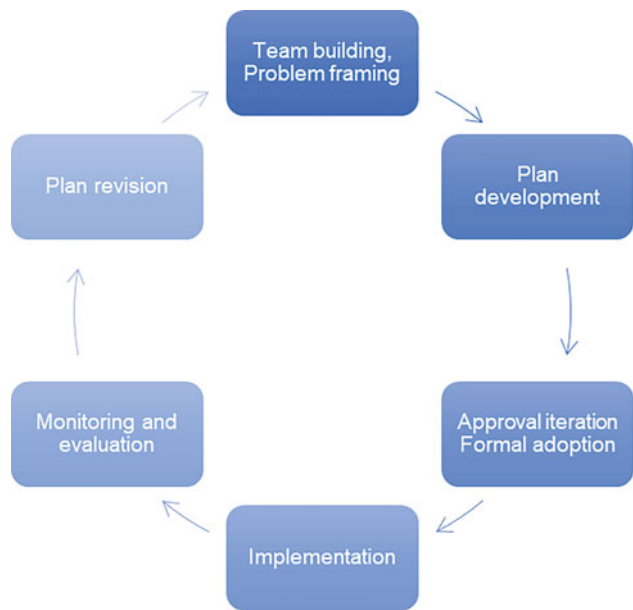 Team building,
Problem framing
Plan
development
Approval iteration
Formal adoption
Implementation
Monitoring and
evaluation
Plan revision